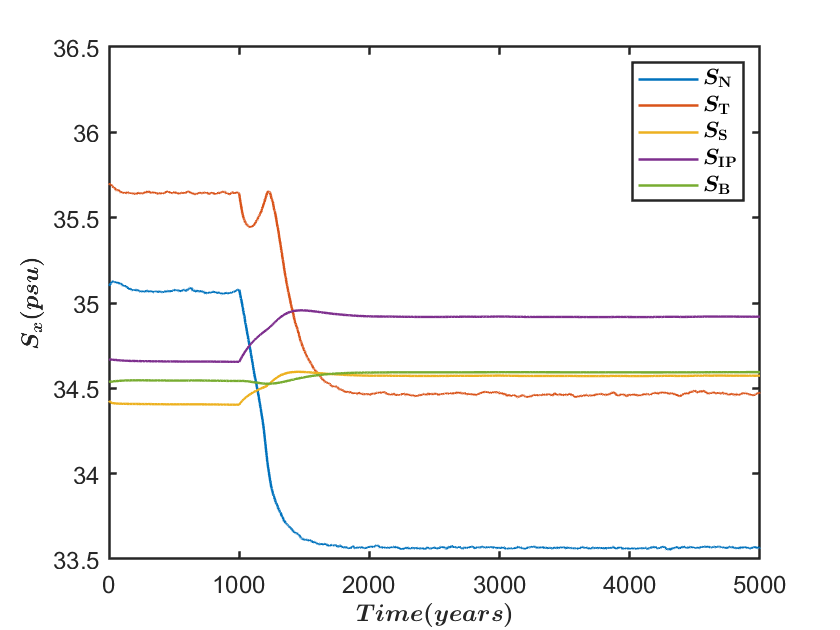 36.5
36
35.5
35
34.5
34
33.5
0 1000 2000 3000 4000 5000
Time(years)
S_x(psu)
S_N
S_T
S_S
S_IP
S_B